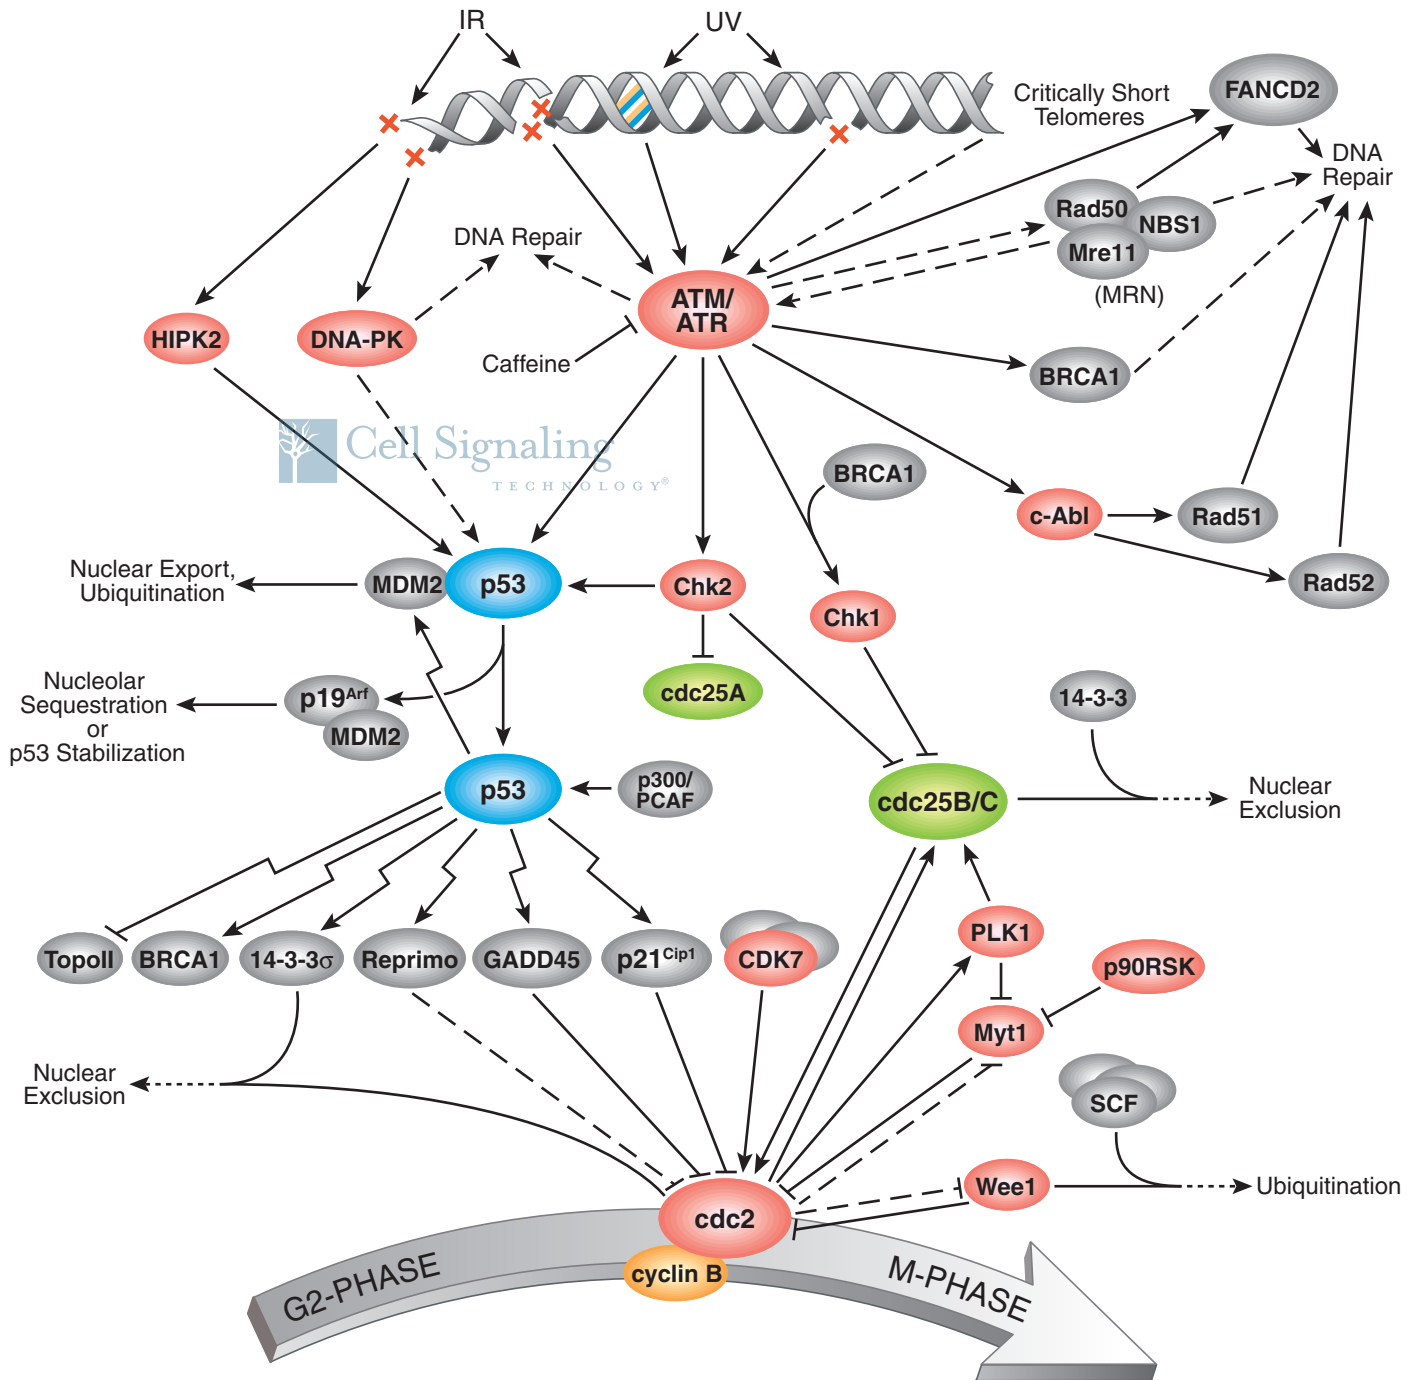 IR
UV
Critically Short
Telomeres
FANCD2
DNA
Repair
Rad50
NBS1
Mre11
(MRN)
DNA Repair
ATM/
ATR
HIPK2
DNA-PK
Caffeine
BRCA1
Cell Signaling
TECHNOLOGY®
BRCA1
c-Abl
Rad51
Rad52
Nuclear Export,
Ubiquitination
MDM2
p53
Chk2
Chk1
Nucleolar
Sequestration
or
p53 Stabilization
p19Arf
MDM2
cdc25A
14-3-3
p53
p300/
PCAF
cdc25B/C
Nuclear
Exclusion
TopoII
BRCA1
14-3-3σ
Reprimo
GADD45
p21Cip1
CDK7
PLK1
p90RSK
Myt1
Nuclear
Exclusion
SCF
Wee1
Ubiquitination
cdc2
cyclin B
G2-PHASE
M-PHASE